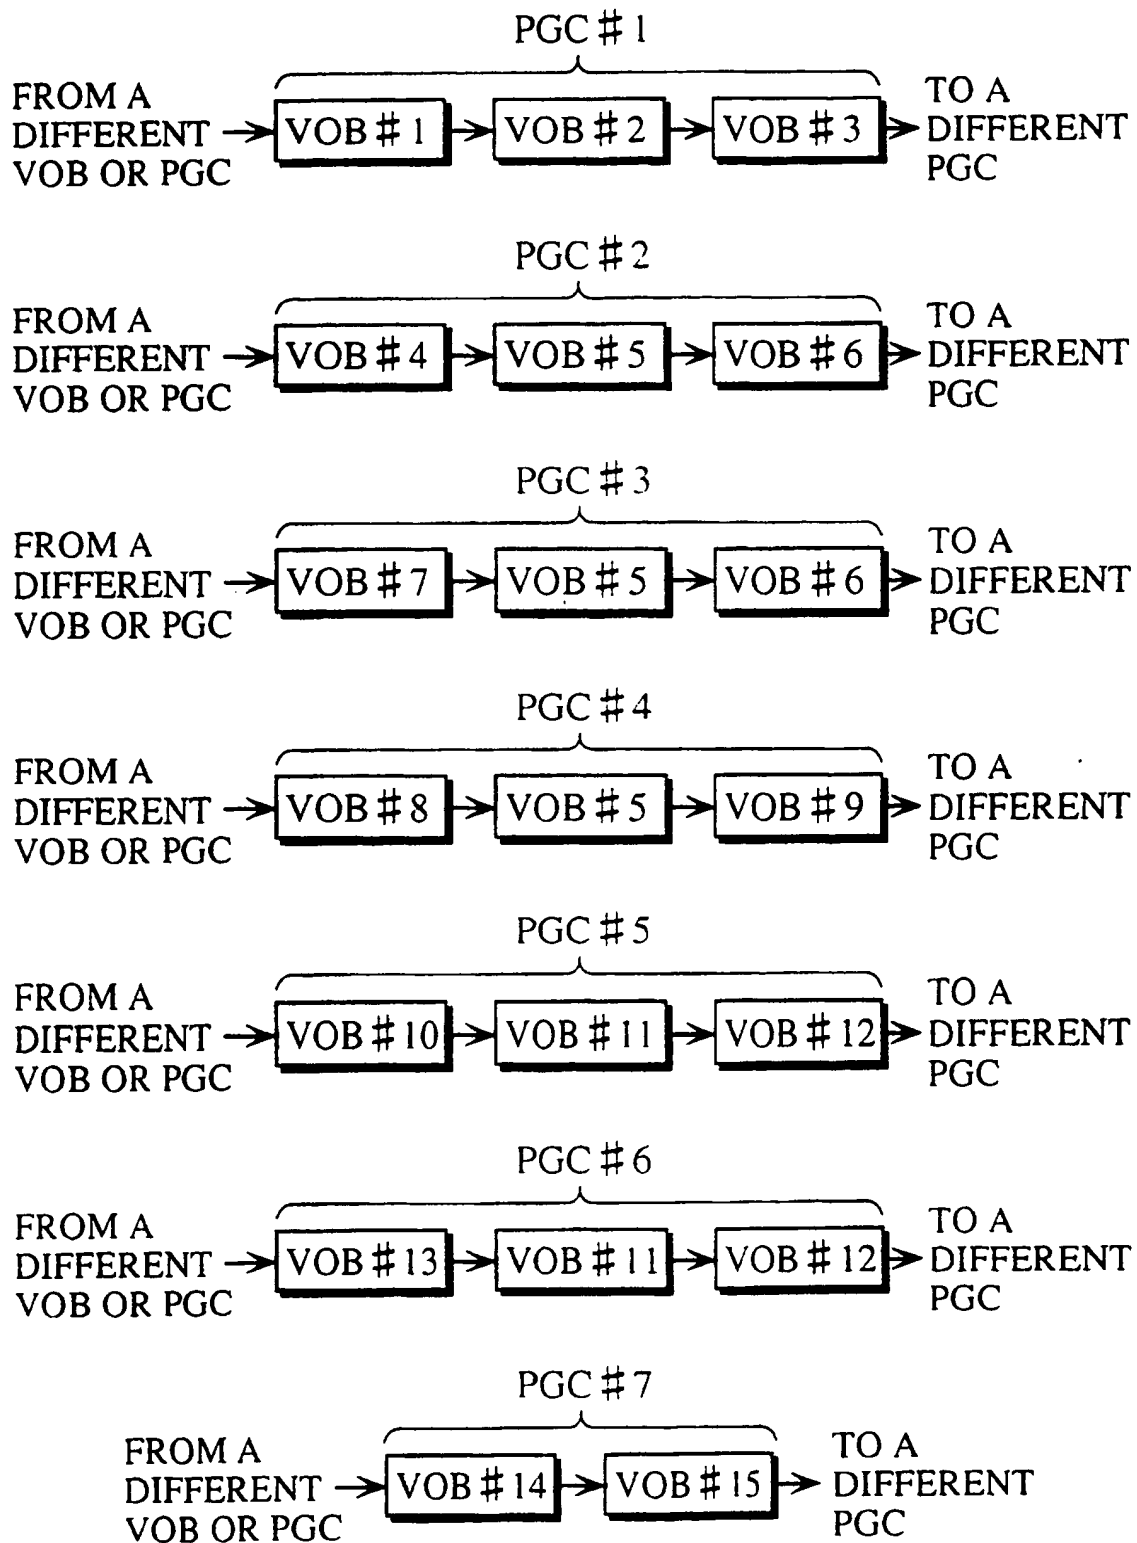 PGC # 1
FROM A
DIFFERENT
VOB OR PGC
VOB # 1
VOB # 2
VOB # 3
TO A
DIFFERENT
PGC
PGC # 2
FROM A
DIFFERENT
VOB OR PGC
VOB # 4
VOB # 5
VOB # 6
TO A
DIFFERENT
PGC
PGC # 3
FROM A
DIFFERENT
VOB OR PGC
VOB # 7
VOB # 5
VOB # 6
TO A
DIFFERENT
PGC
PGC # 4
FROM A
DIFFERENT
VOB OR PGC
VOB # 8
VOB # 5
VOB # 9
TO A
DIFFERENT
PGC
PGC # 5
FROM A
DIFFERENT
VOB OR PGC
VOB # 10
VOB # 11
VOB # 12
TO A
DIFFERENT
PGC
PGC # 6
FROM A
DIFFERENT
VOB OR PGC
VOB # 13
VOB # 11
VOB # 12
TO A
DIFFERENT
PGC
PGC # 7
FROM A
DIFFERENT
VOB OR PGC
VOB # 14
VOB # 15
TO A
DIFFERENT
PGC